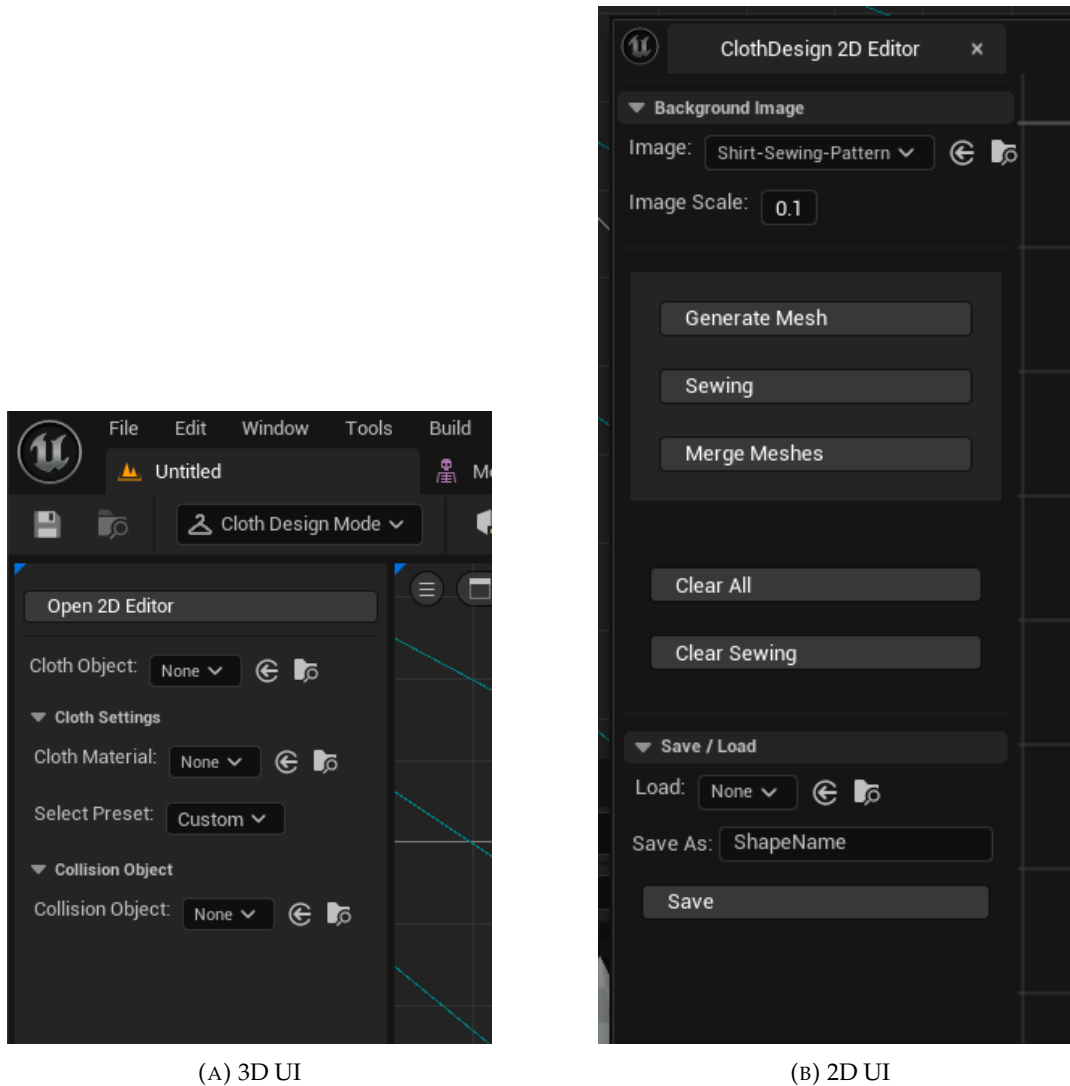 File Edit Window Tools Build
Untitled
Cloth Design Mode
Open 2D Editor
Cloth Object: None
Cloth Settings
Cloth Material: None
Select Preset: Custom
Collision Object
Collision Object: None
(A) 3D UI
ClothDesign 2D Editor
Background Image
Image: Shirt-Sewing-Pattern
Image Scale: 0.1
Generate Mesh
Sewing
Merge Meshes
Clear All
Clear Sewing
Save / Load
Load: None
Save As: ShapeName
Save
(B) 2D UI